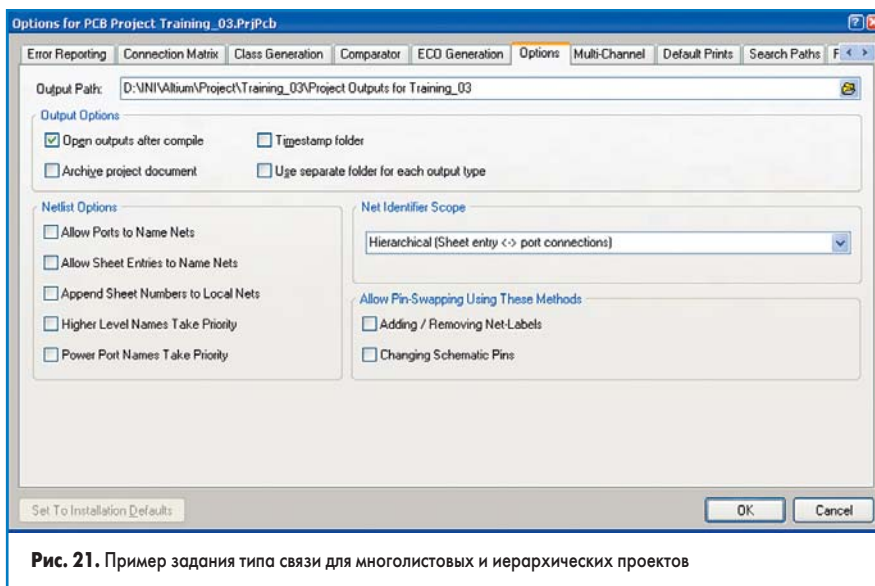 Options for PCB Project Training_03.PrjPcb
Error Reporting Connection Matrix Class Generation Comparator ECO Generation Options Multi-Channel Default Prints Search Paths F
Output Path: D:\INI\Altium\Project\Training_03\Project Outputs for Training_03
Output Options
Open outputs after compile Timestamp folder
Archive project document Use separate folder for each output type
Netlist Options
Allow Ports to Name Nets
Allow Sheet Entries to Name Nets
Append Sheet Numbers to Local Nets
Higher Level Names Take Priority
Power Port Names Take Priority
Net Identifier Scope
Hierarchical (Sheet entry <-> port connections)
Allow Pin-Swapping Using These Methods
Adding / Removing Net-Labels
Changing Schematic Pins
Set To Installation Defaults OK Cancel
Рис. 21. Пример задания типа связи для многолистовых и иерархических проектов